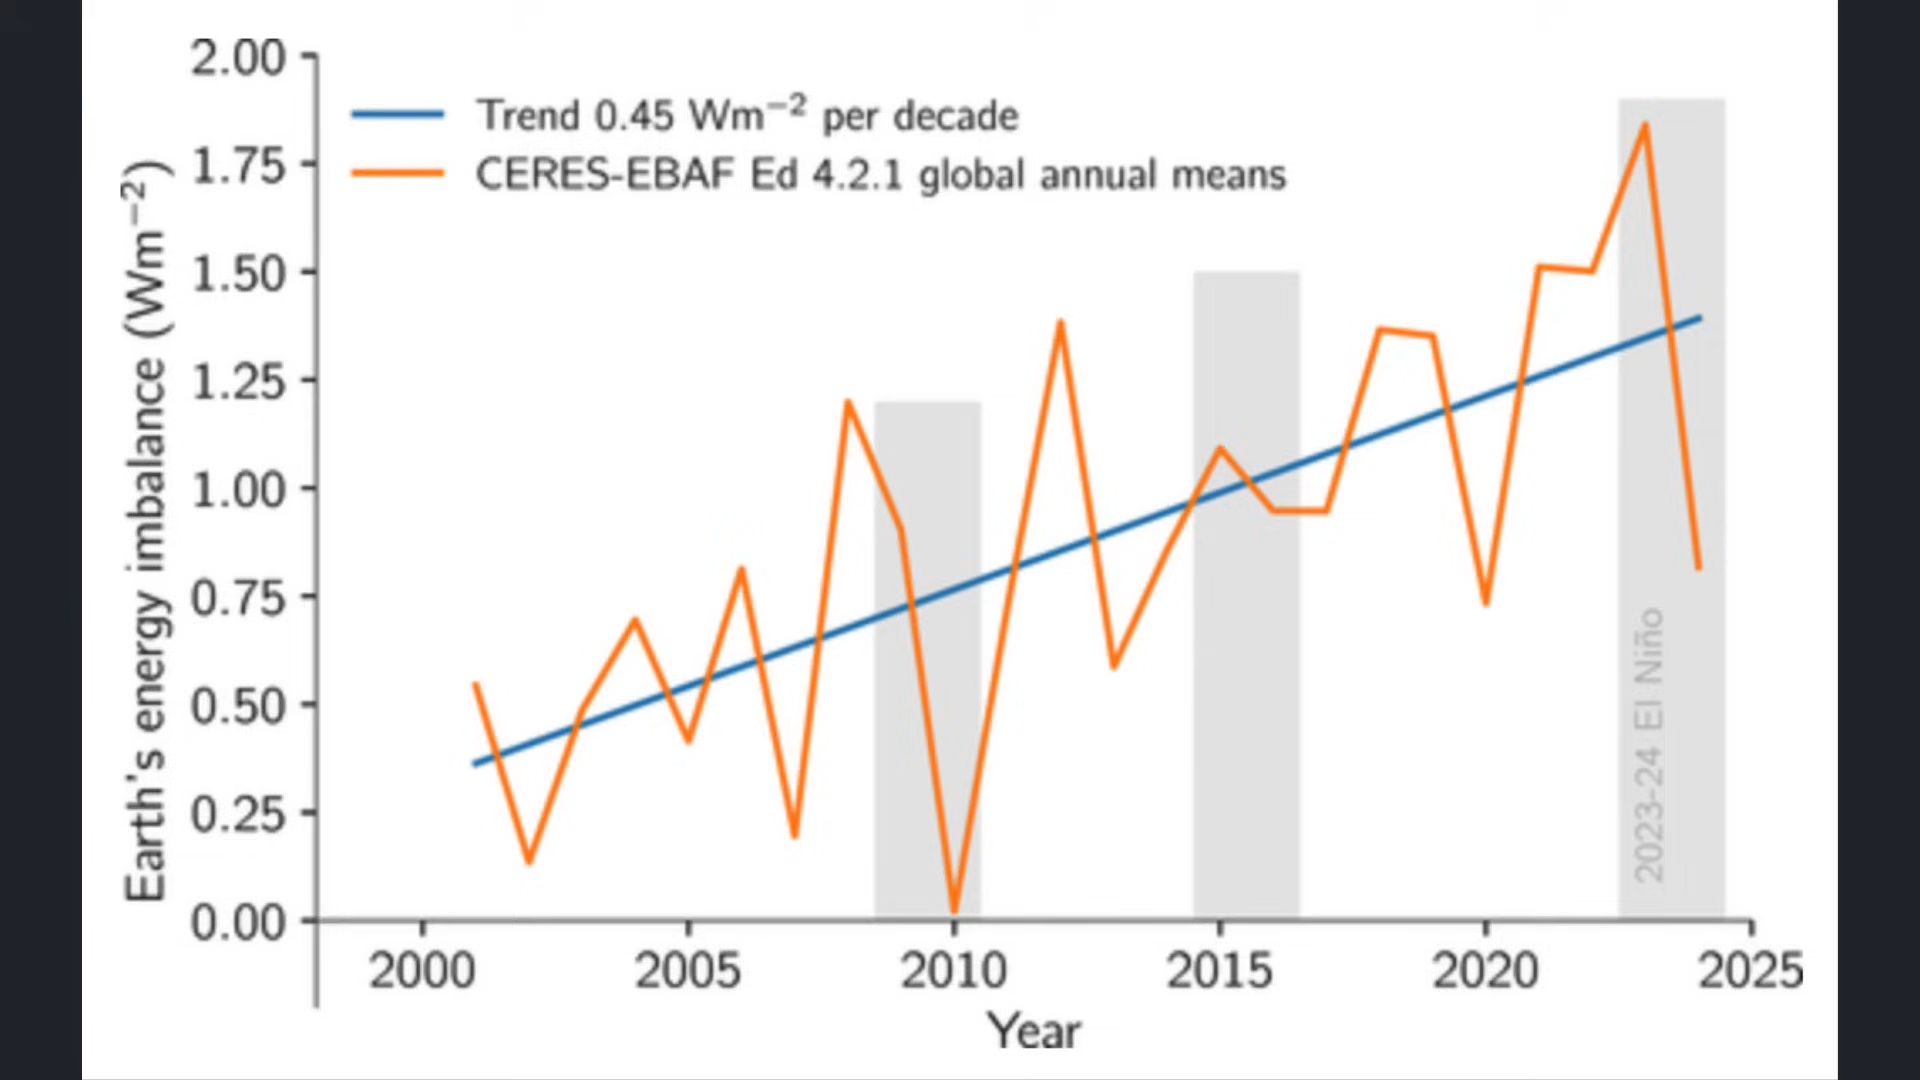 2.00
1.75
1.50
1.25
1.00
0.75
0.50
0.25
0.00
Earth's energy imbalance (Wm⁻²)
Trend 0.45 Wm⁻² per decade
CERES-EBAF Ed 4.2.1 global annual means
2023-24 El Niño
2000 2005 2010 2015 2020 2025
Year